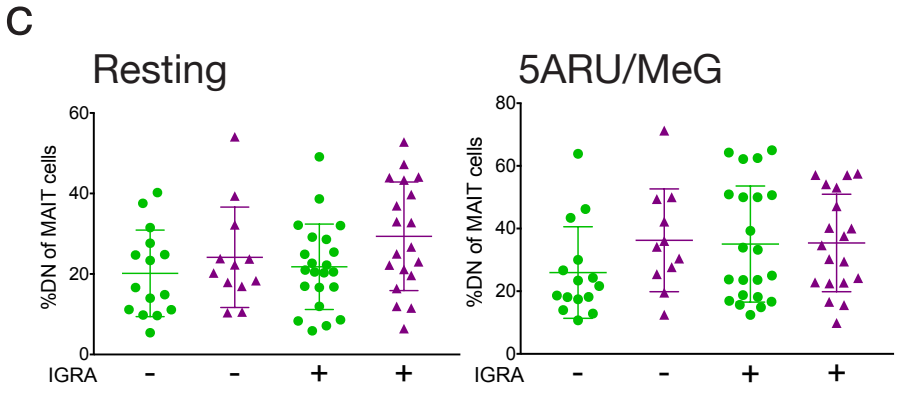 C
Resting
5ARU/MeG
%DN of MAIT cells
60
40
20
0
IGRA - - + +
%DN of MAIT cells
80
60
40
20
0
IGRA - - + +